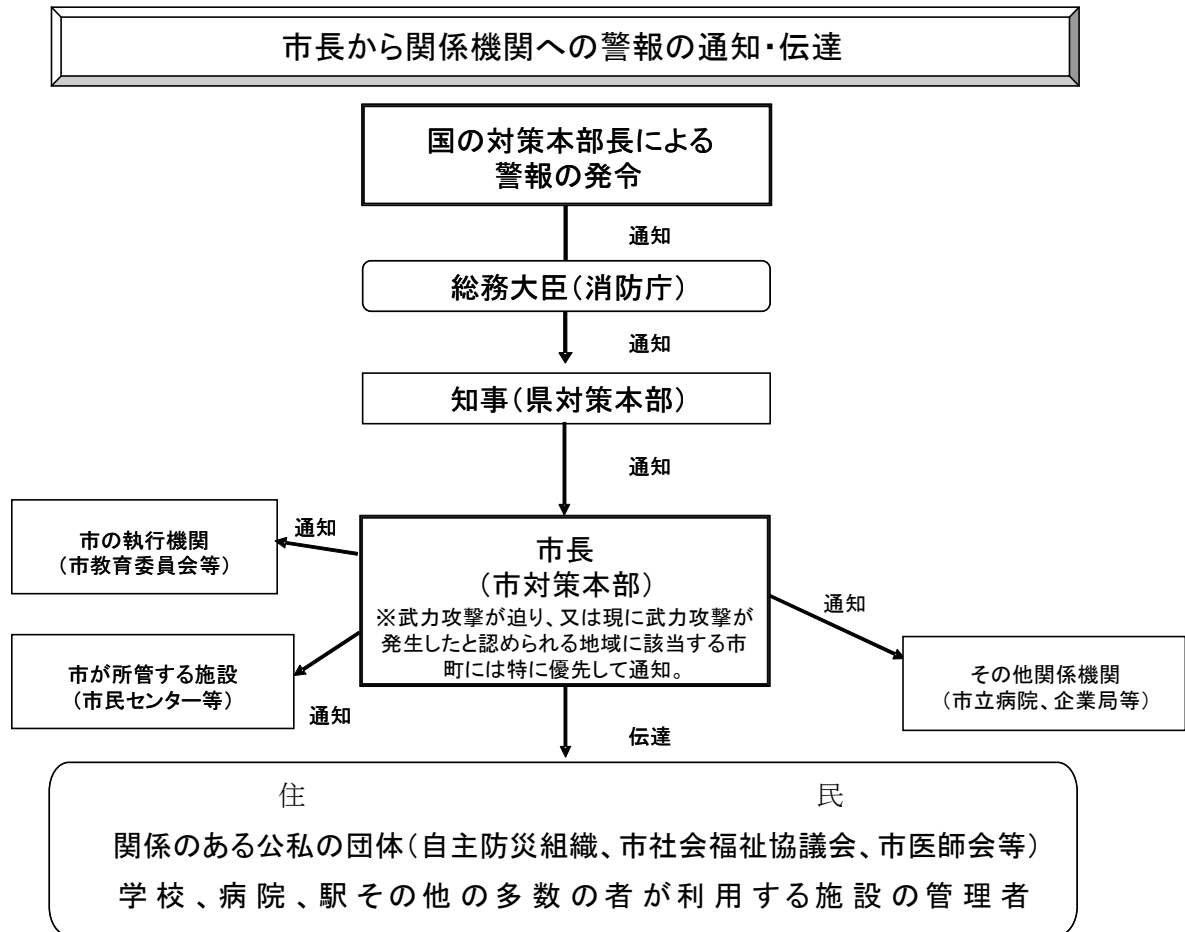 市長から関係機関への警報の通知・伝達
国の対策本部長による
警報の発令
通知
総務大臣（消防庁）
通知
知事（県対策本部）
通知
市の執行機関
（市教育委員会等）
通知
市長
（市対策本部）
※武力攻撃が迫り、又は現に武力攻撃が
発生したと認められる地域に該当する市
町には特に優先して通知。
通知
市が所管する施設
（市民センター等）
通知
その他関係機関
（市立病院、企業局等）
伝達
住民
関係のある公私の団体（自主防災組織、市社会福祉協議会、市医師会等）
学校、病院、駅その他の多数の者が利用する施設の管理者